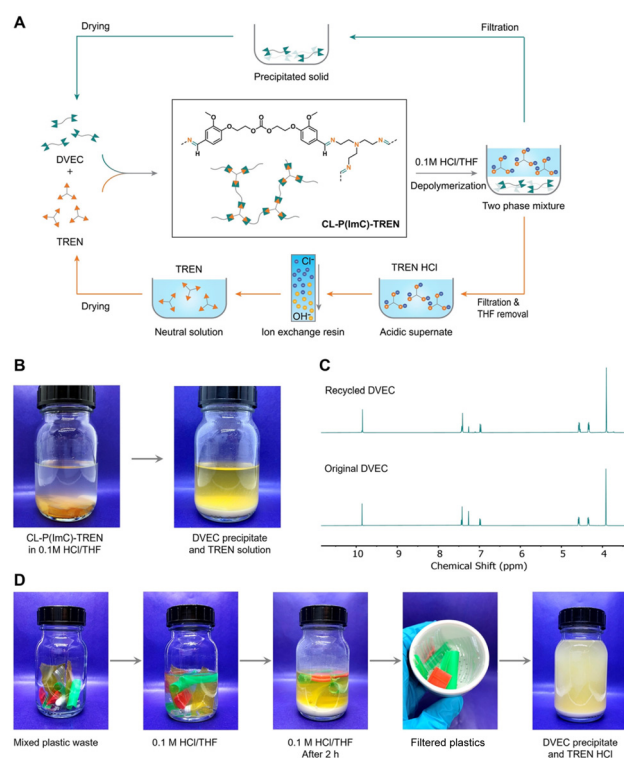 A
Drying
Filtration
Precipitated solid
DVEC
+
TREN
O
O
O
O
O
O
O
N
H
N
H
N
N
N
CL-P(ImC)-TREN
0.1M HCl/THF
Depolymerization
Two phase mixture
TREN
Cl⁻
OH⁻
TREN HCl
Drying
Neutral solution
Ion exchange resin
Acidic supernate
Filtration &
THF removal
B
CL-P(ImC)-TREN
in 0.1M HCl/THF
DVEC precipitate
and TREN solution
C
Recycled DVEC
Original DVEC
10 9 8 7 6 5 4
Chemical Shift (ppm)
D
Mixed plastic waste
0.1 M HCl/THF
0.1 M HCl/THF
After 2 h
Filtered plastics
DVEC precipitate
and TREN HCl